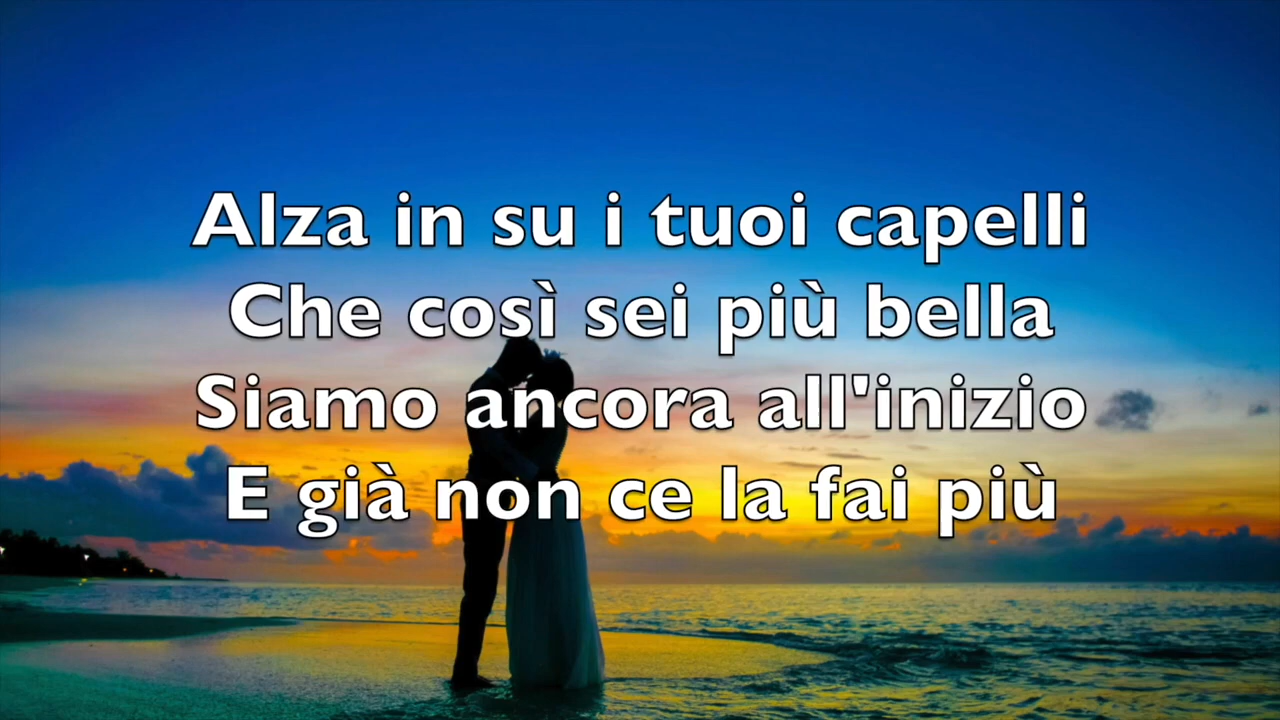 Alza in su i tuoi capelli
Che così sei più bella
Siamo ancora all'inizio
E già non ce la fai più